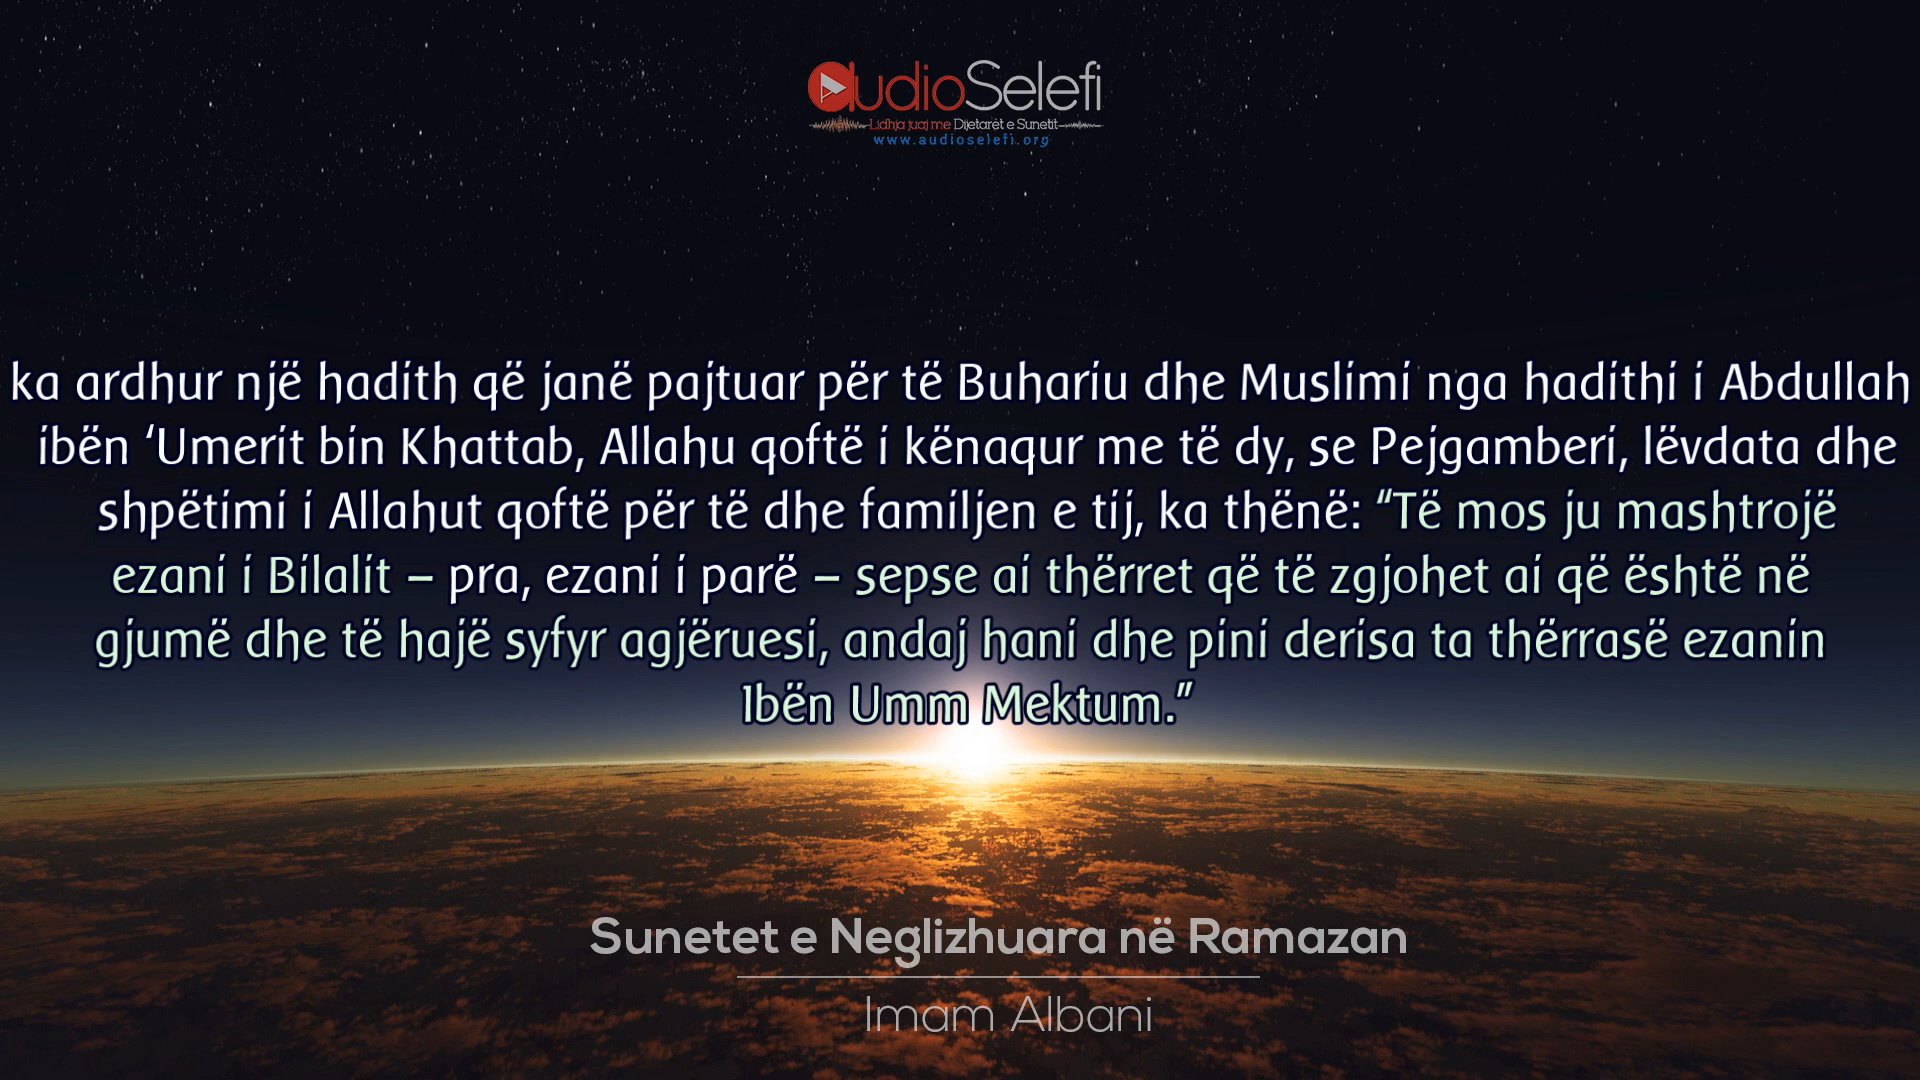 audioSelefi
Lidhja juaj me Dijetarët e Sunetit
www.audioselefi.org
ka ardhur një hadith që janë pajtuar për të Buhariu dhe Muslimi nga hadithi i Abdullah
ibën ‘Umerit bin Khattab, Allahu qoftë i kënaqur me të dy, se Pejgamberi, lëvdata dhe
shpëtimi i Allahut qoftë për të dhe familjen e tij, ka thënë: “Të mos ju mashtrojë
ezani i Bilalit – pra, ezani i parë – sepse ai thërret që të zgjohet ai që është në
gjumë dhe të hajë syfyr agjëruesi, andaj hani dhe pini derisa ta thërrasë ezanin
Ibën Umm Mektum.”
Sunetet e Neglizhuara në Ramazan
Imam Albani